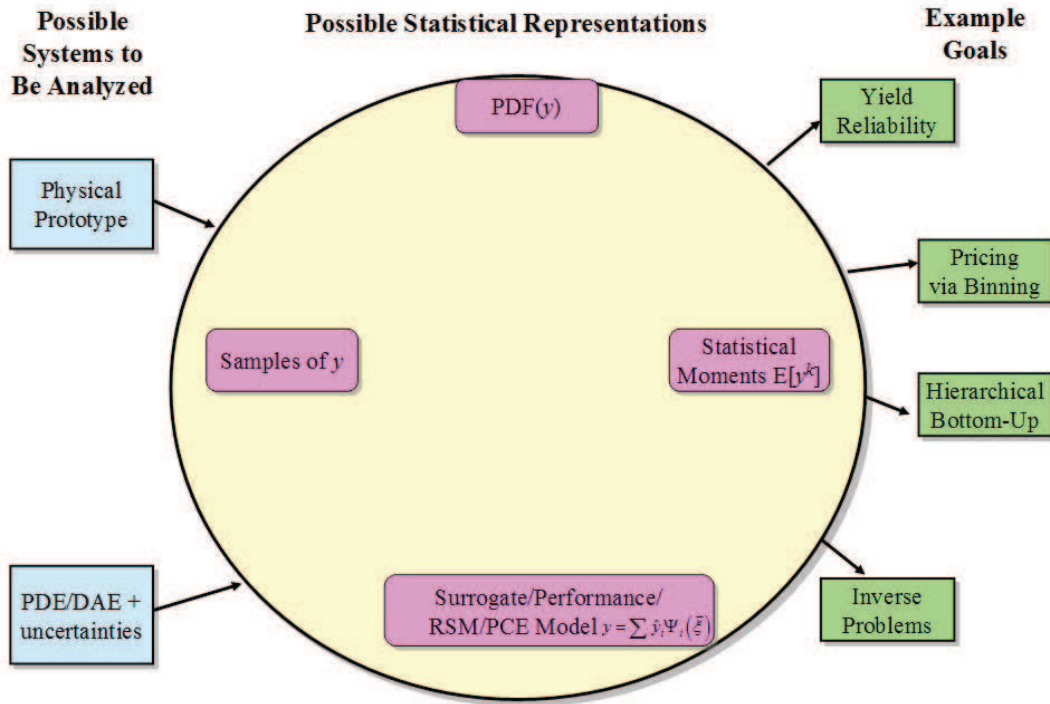 Possible
Systems to
Be Analyzed
Possible Statistical Representations
Example
Goals
PDF(y)
Yield
Reliability
Physical
Prototype
Pricing
via Binning
Samples of y
Statistical
Moments E[y^k]
Hierarchical
Bottom-Up
PDE/DAE +
uncertainties
Surrogate/Performance/
RSM/PCE Model y = ∑ ŷ_i Ψ_i (ξ⃗)
Inverse
Problems